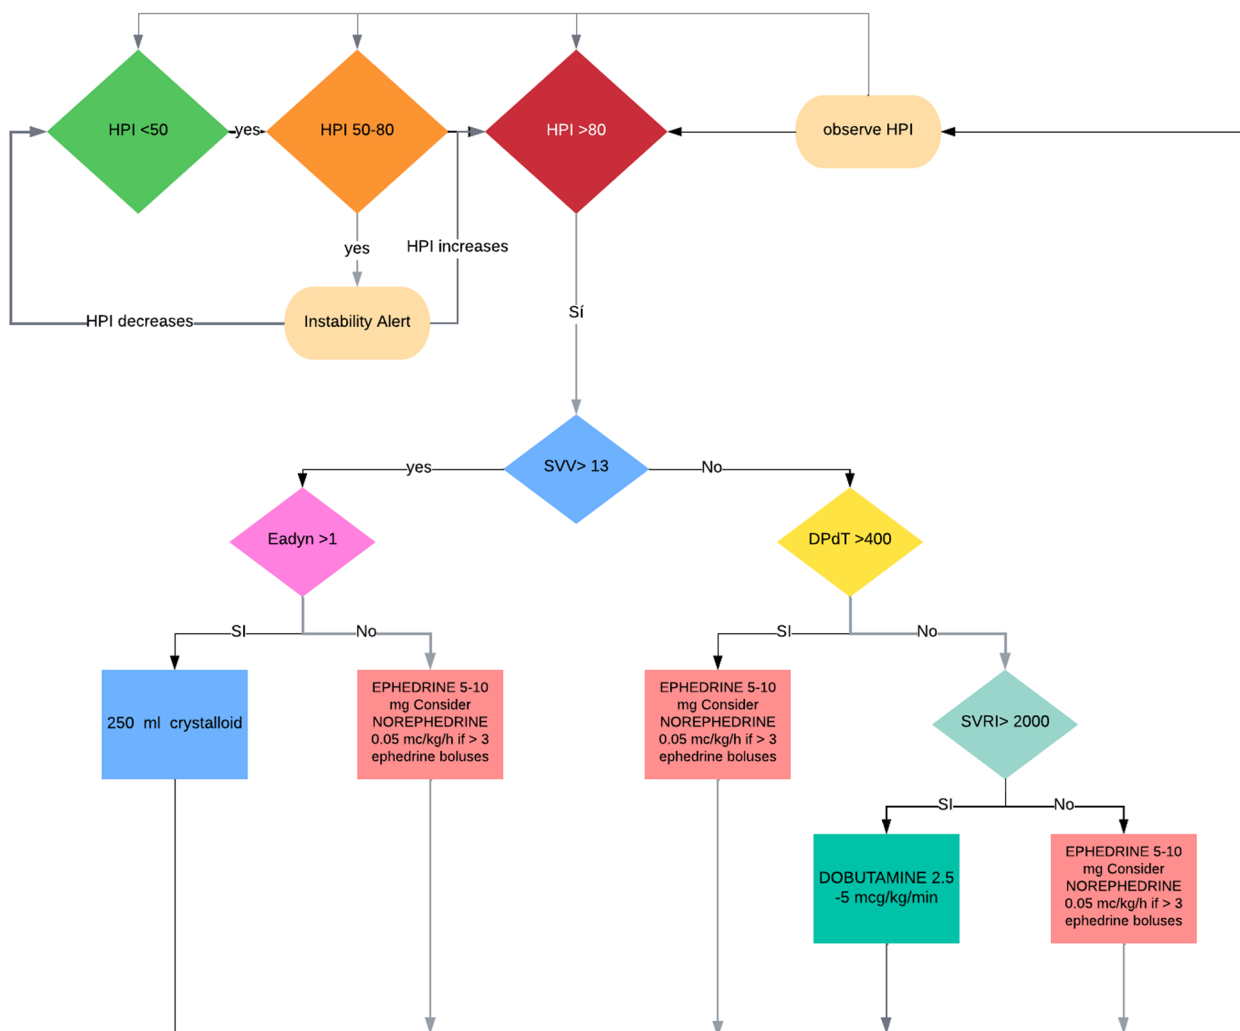 HPI <50
yes
HPI 50-80
HPI >80
observe HPI
yes
HPI increases
HPI decreases
Instability Alert
Sí
SVV> 13
yes
No
Eadyn >1
DPdT >400
SI
No
SI
No
250 ml crystalloid
EPHEDRINE 5-10
mg Consider
NOREPHEDRINE
0.05 mc/kg/h if > 3
ephedrine boluses
EPHEDRINE 5-10
mg Consider
NOREPHEDRINE
0.05 mc/kg/h if > 3
ephedrine boluses
SVRI> 2000
SI
No
DOBUTAMINE 2.5
-5 mcg/kg/min
EPHEDRINE 5-10
mg Consider
NOREPHEDRINE
0.05 mc/kg/h if > 3
ephedrine boluses